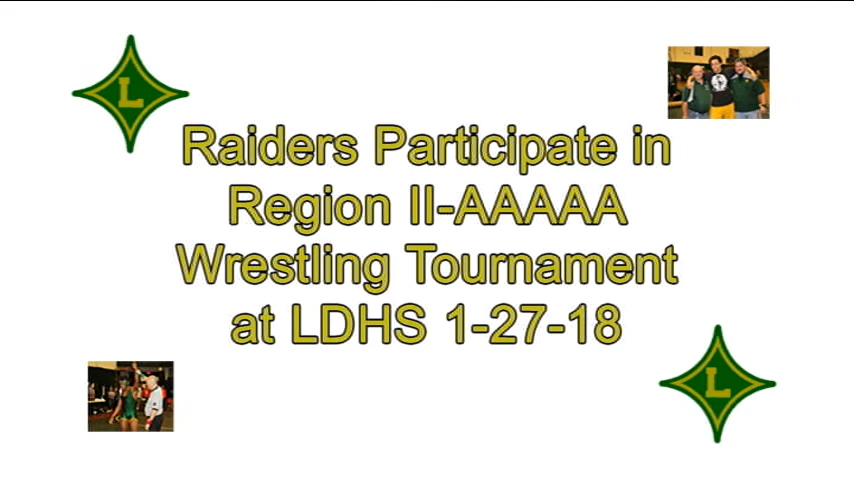 L
Raiders Participate in
Region II-AAAAA
Wrestling Tournament
at LDHS 1-27-18
L